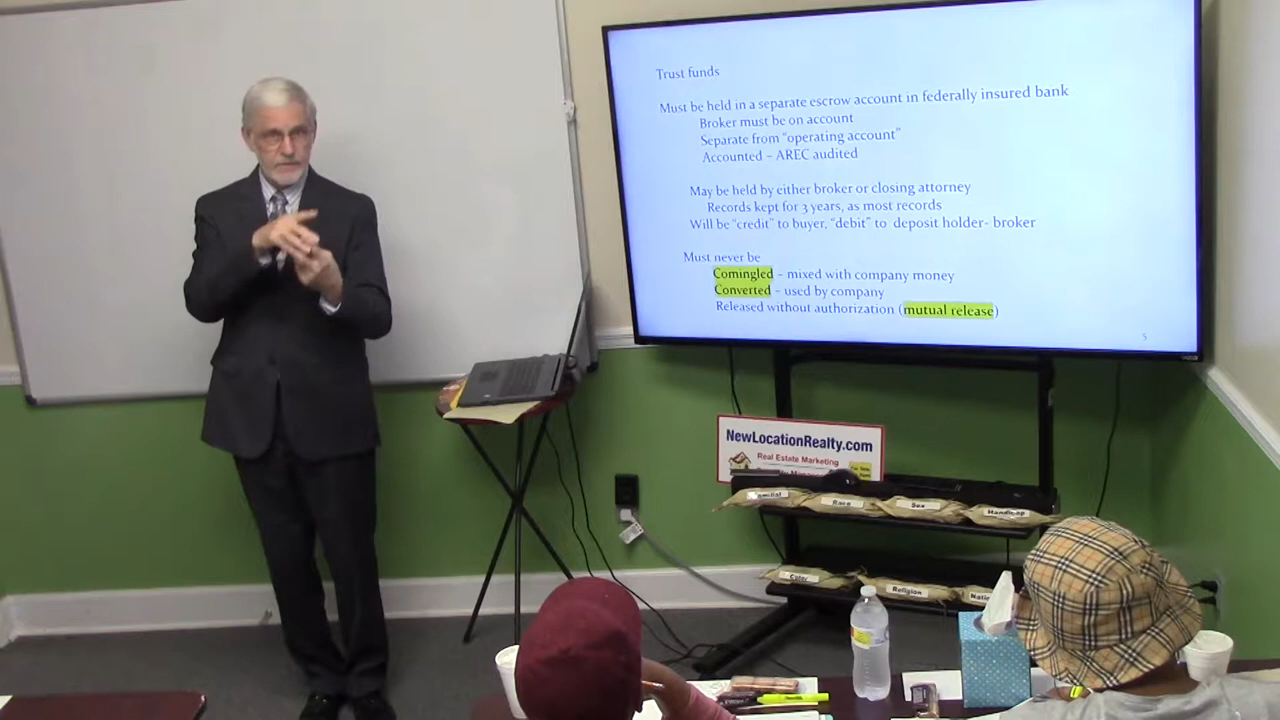 Trust funds
Must be held in a separate escrow account in federally insured bank
Broker must be on account
Separate from "operating account"
Accounted – AREC audited
May be held by either broker or closing attorney
Records kept for 3 years, as most records
Will be "credit" to buyer, "debit" to deposit holder- broker
Must never be
Comingled – mixed with company money
Converted – used by company
Released without authorization (mutual release)
5
NewLocationRealty.com
Real Estate Marketing
Familial
Race
Sex
Handicap
Color
Religion